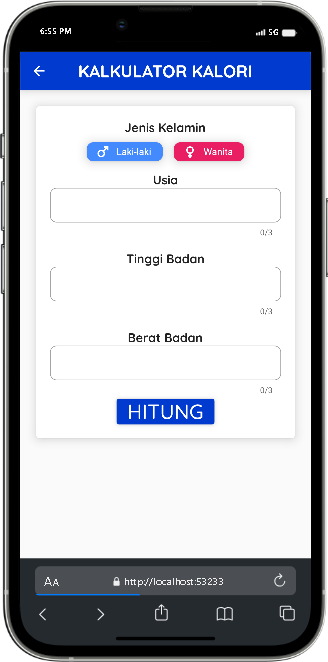 6:55 PM
5G
KALKULATOR KALORI
Jenis Kelamin
Laki-laki
Wanita
Usia
0/3
Tinggi Badan
0/3
Berat Badan
0/3
HITUNG
AA
http://localhost:53233